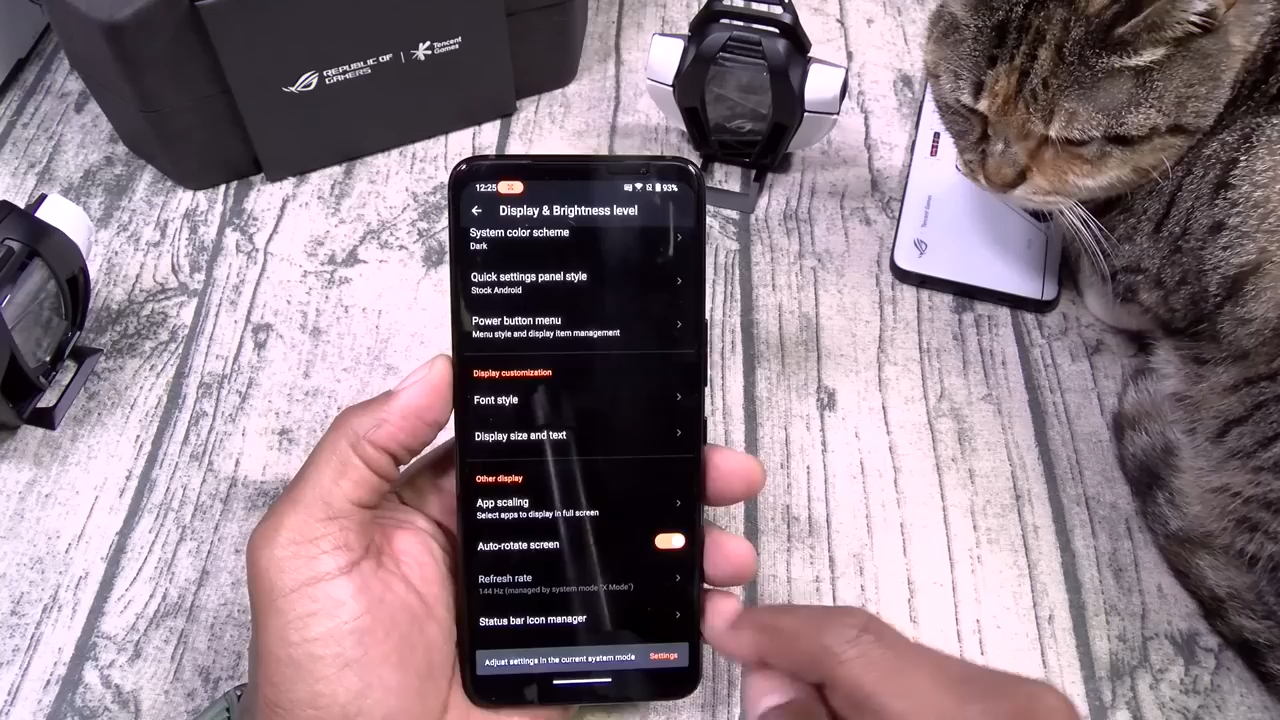 REPUBLIC OF
GAMERS
Tencent
Games
12:25
93%
Display & Brightness level
System color scheme
Dark
Quick settings panel style
Stock Android
Power button menu
Menu style and display item management
Display customization
Font style
Display size and text
Other display
App scaling
Select apps to display in full screen
Auto-rotate screen
Refresh rate
144 Hz (managed by system mode "X Mode")
Status bar icon manager
Adjust settings in the current system mode
Settings
Tencent Games